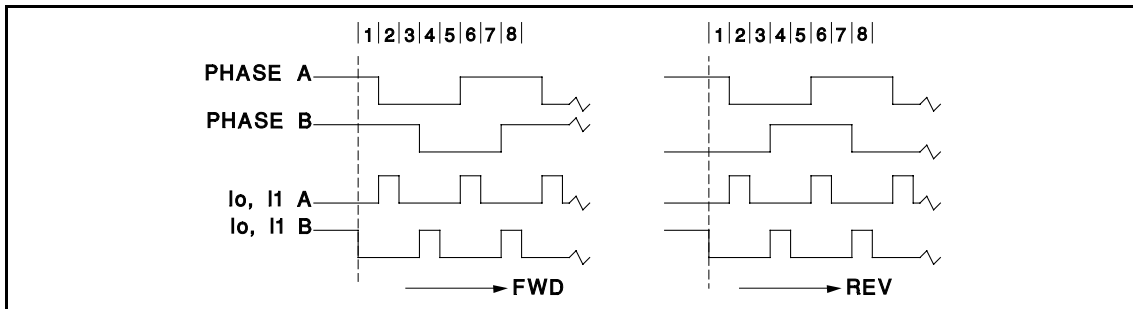 |1|2|3|4|5|6|7|8| |1|2|3|4|5|6|7|8|
PHASE A
PHASE B
Io, I1 A
Io, I1 B
FWD REV